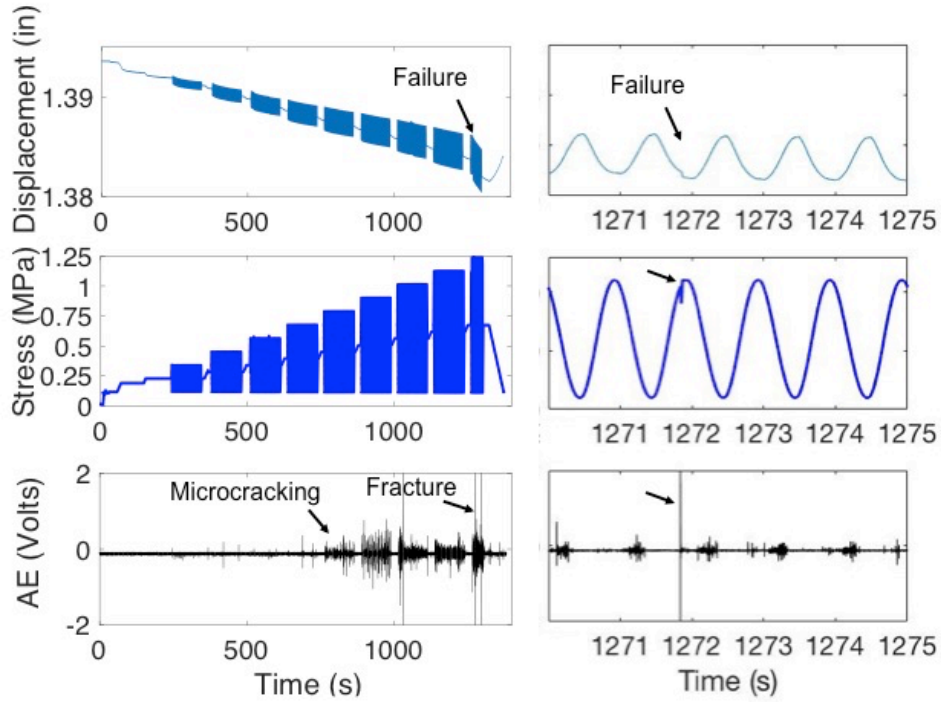 Displacement (in)
1.39
1.38
Failure
0 500 1000
Failure
1271 1272 1273 1274 1275
Stress (MPa)
1.25
1
0.75
0.5
0.25
0
0 500 1000
1271 1272 1273 1274 1275
AE (Volts)
2
0
-2
Microcracking
Fracture
0 500 1000
Time (s)
1271 1272 1273 1274 1275
Time (s)